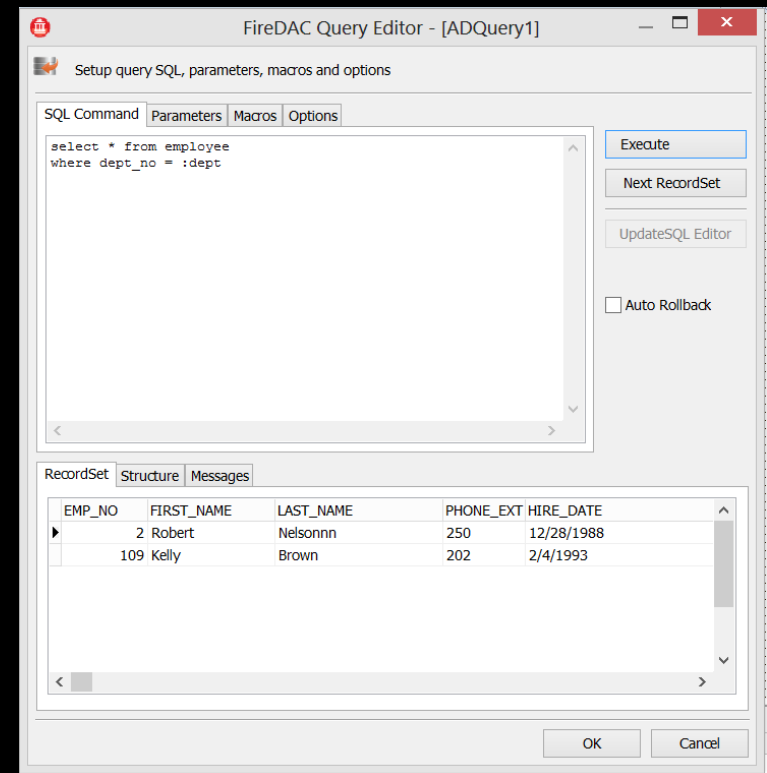 FireDAC Query Editor - [ADQuery1]
Setup query SQL, parameters, macros and options
SQL Command Parameters Macros Options
select * from employee
where dept_no = :dept
Execute
Next RecordSet
UpdateSQL Editor
Auto Rollback
RecordSet Structure Messages
EMP_NO FIRST_NAME LAST_NAME PHONE_EXT HIRE_DATE
2 Robert Nelsonnn 250 12/28/1988
109 Kelly Brown 202 2/4/1993
OK Cancel